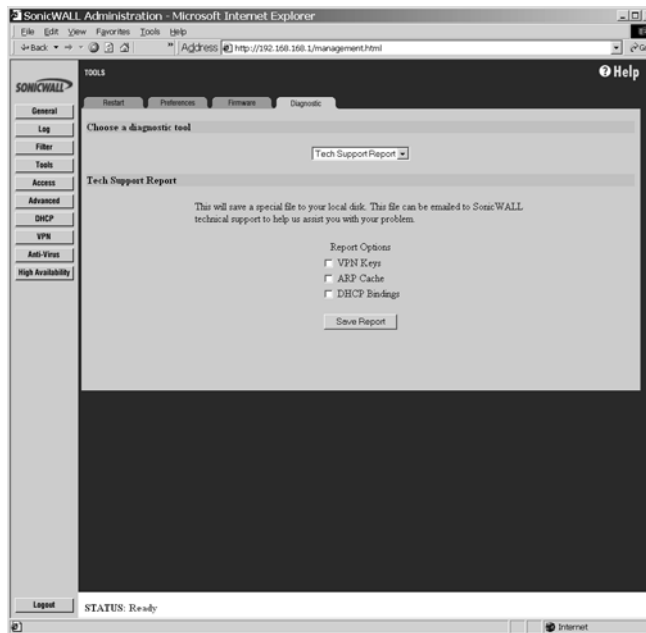 SonicWALL Administration - Microsoft Internet Explorer
File Edit View Favorites Tools Help
Back Address http://192.168.168.1/management.html
SONICWALL
TOOLS
Help
Restart Preferences Firmware Diagnostic
General
Log
Filter
Tools
Access
Advanced
DHCP
VPN
Anti-Virus
High Availability
Choose a diagnostic tool
Tech Support Report
Tech Support Report
This will save a special file to your local disk. This file can be emailed to SonicWALL
technical support to help us assist you with your problem.
Report Options
VPN Keys
ARP Cache
DHCP Bindings
Save Report
Logout
STATUS: Ready
Internet